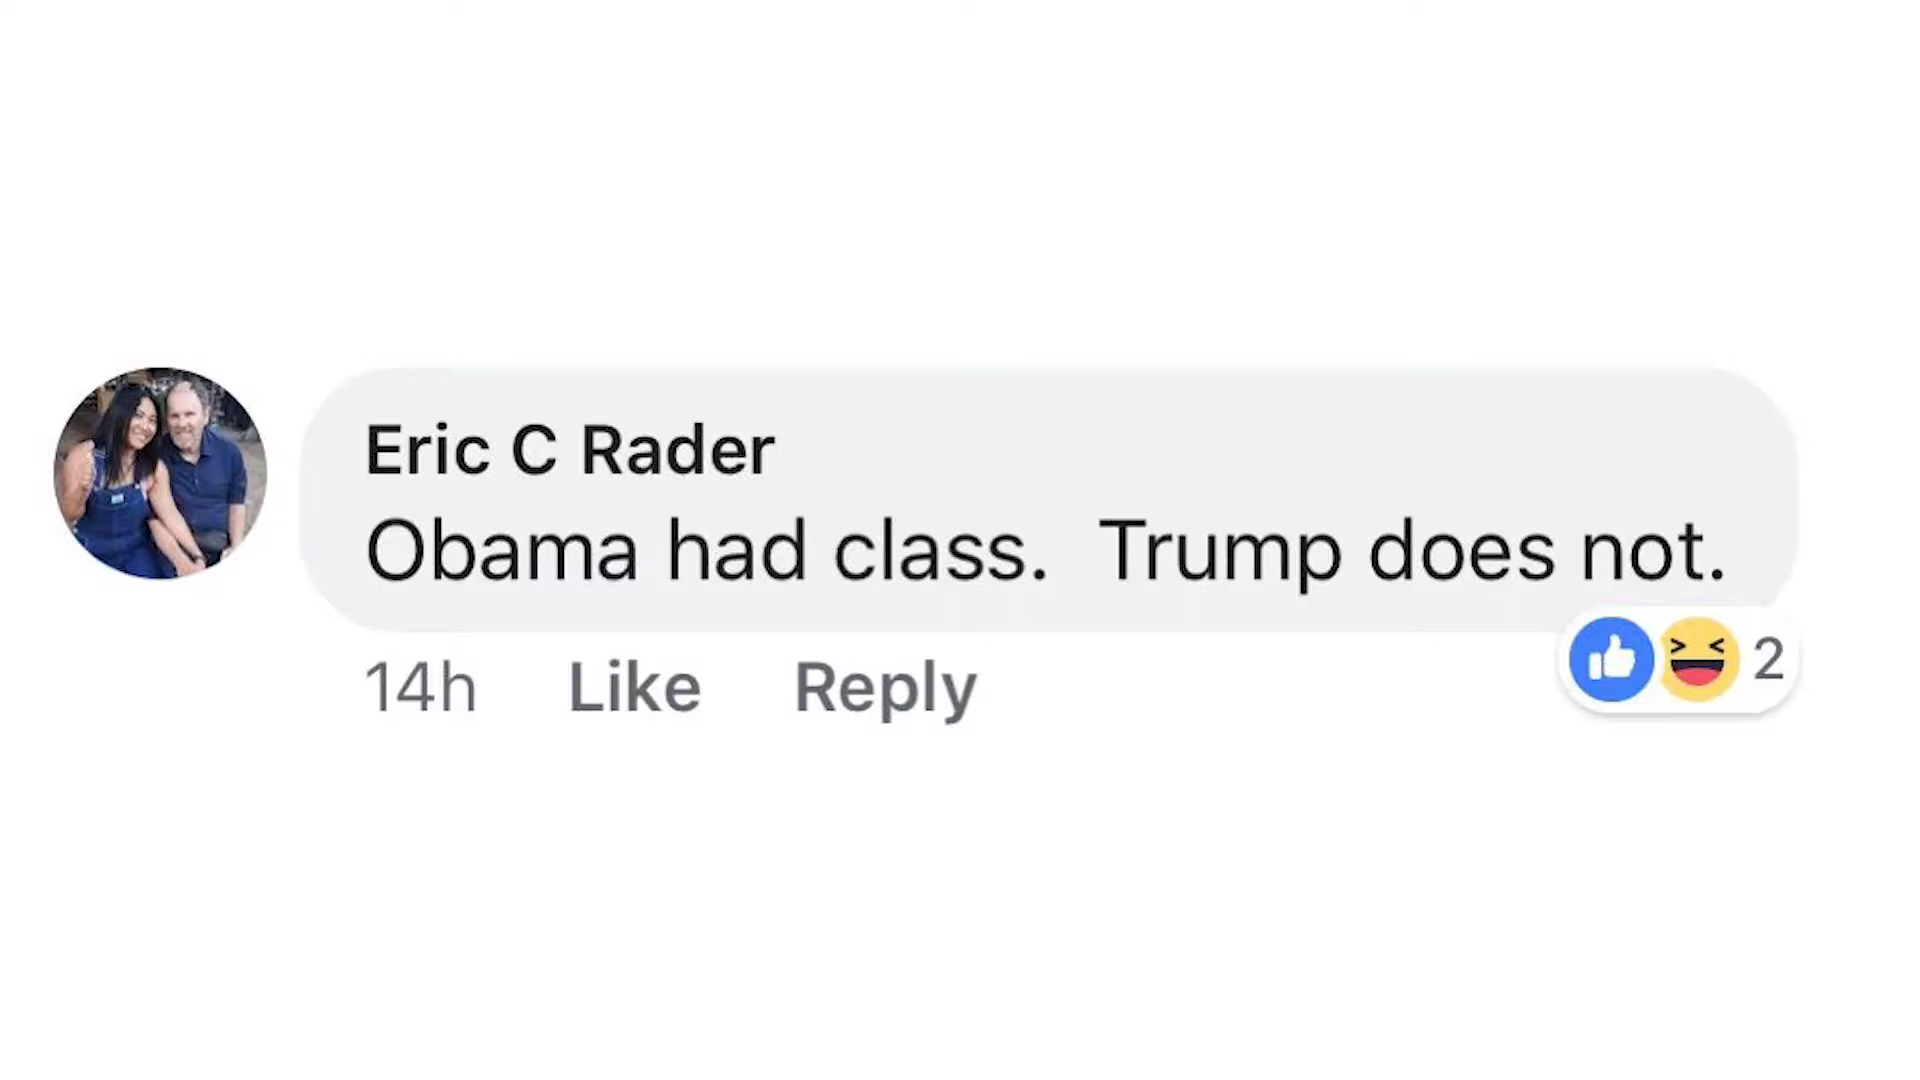 Eric C Rader
Obama had class.  Trump does not.
14h Like Reply 2